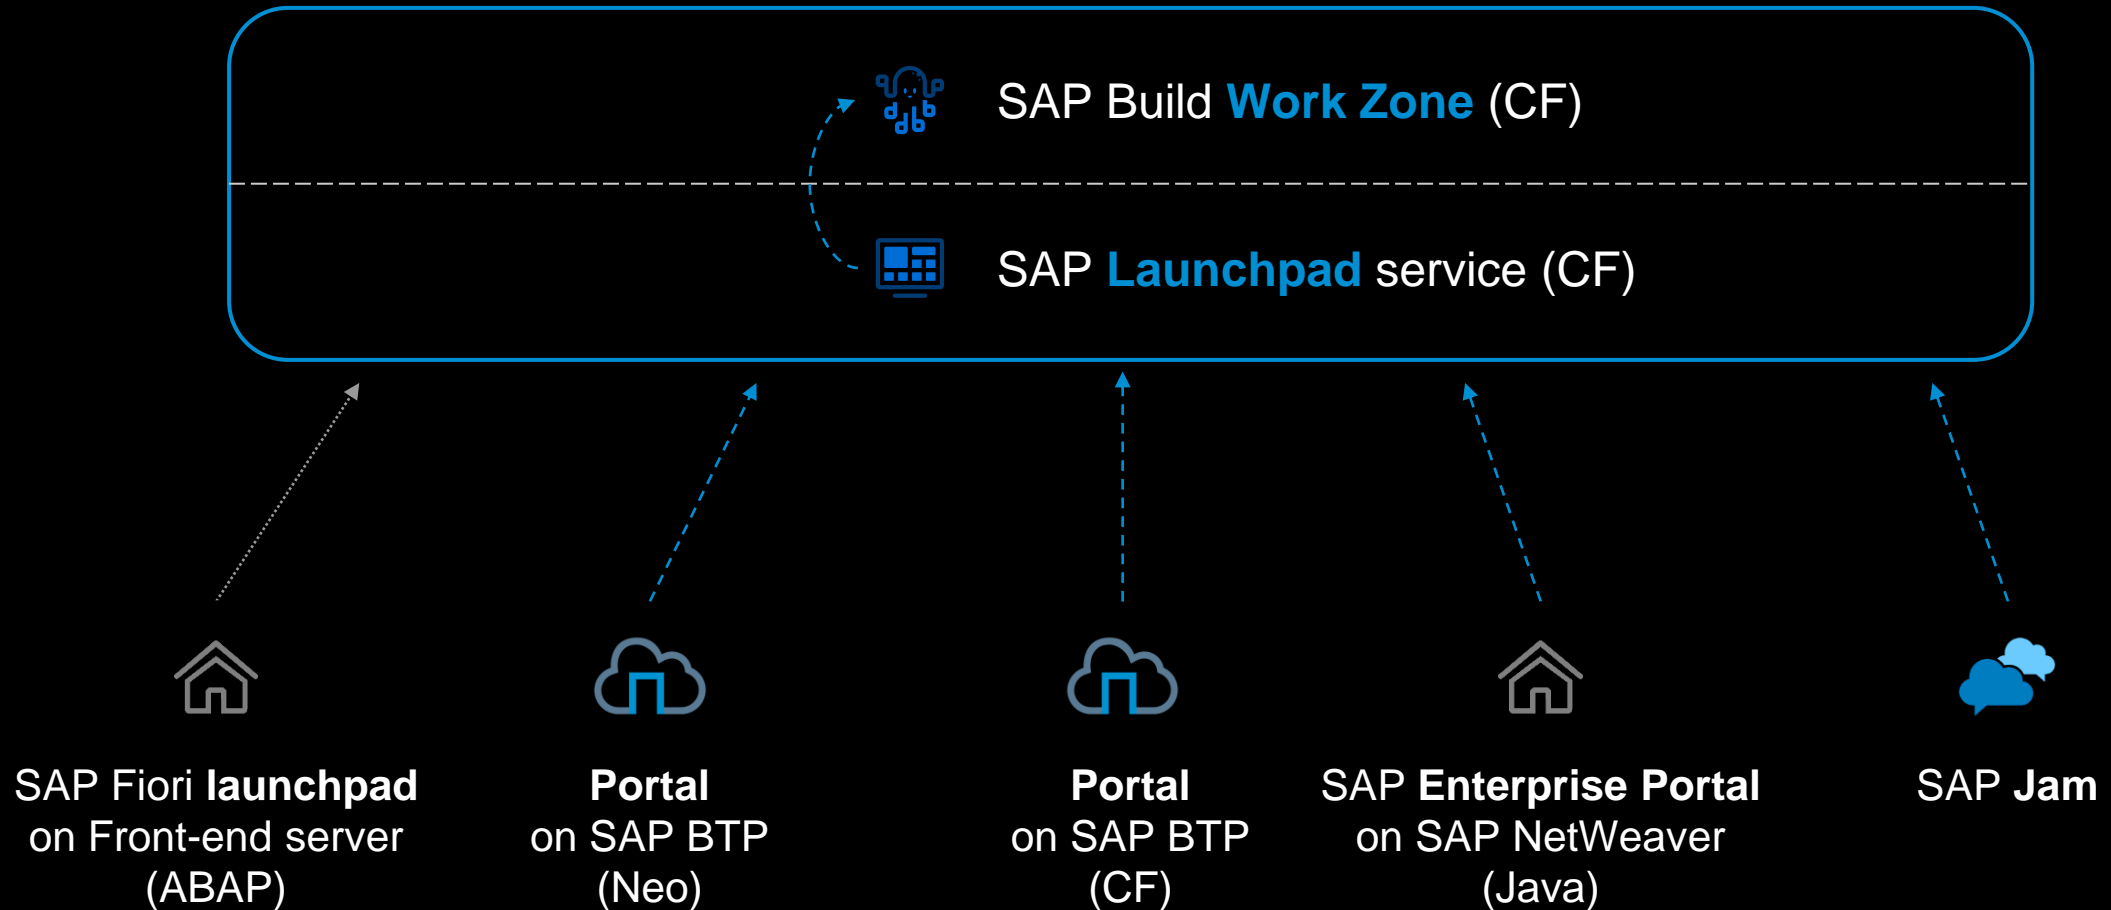 SAP Build Work Zone (CF)
SAP Launchpad service (CF)
SAP Fiori launchpad
on Front-end server
(ABAP)
Portal
on SAP BTP
(Neo)
Portal
on SAP BTP
(CF)
SAP Enterprise Portal
on SAP NetWeaver
(Java)
SAP Jam